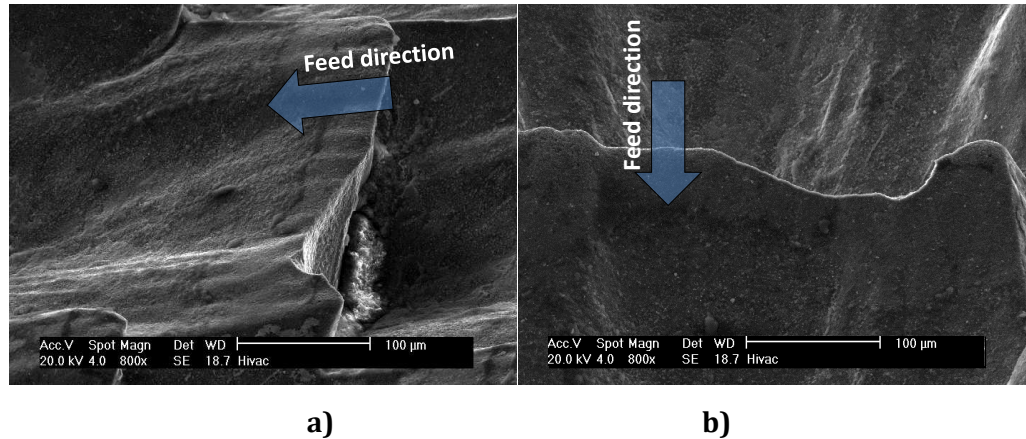 Feed direction
Acc.V Spot Magn Det WD 100 µm
20.0 kV 4.0 800x SE 18.7 Hivac
a)
Feed direction
Acc.V Spot Magn Det WD 100 µm
20.0 kV 4.0 800x SE 18.7 Hivac
b)